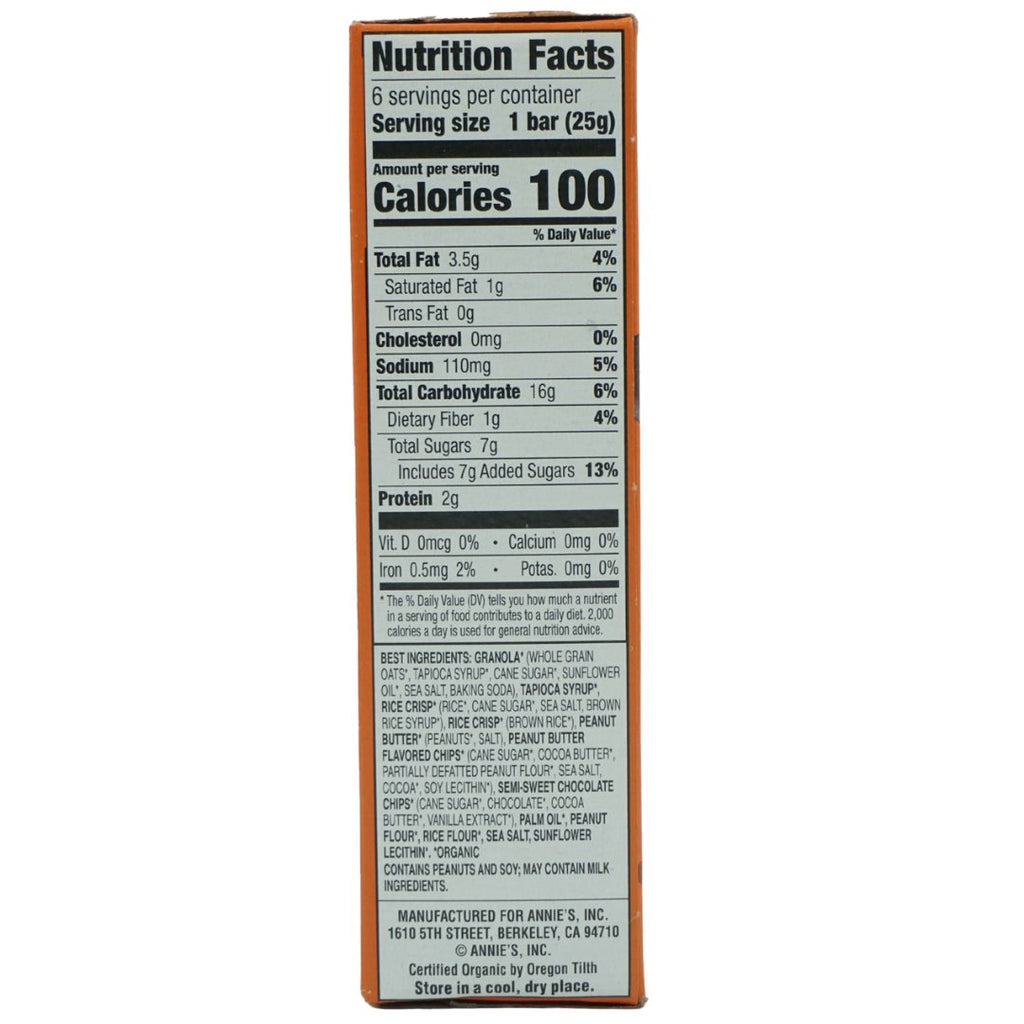 Nutrition Facts
6 servings per container
Serving size 1 bar (25g)
Amount per serving
Calories 100
% Daily Value*
Total Fat 3.5g 4%
Saturated Fat 1g 6%
Trans Fat 0g
Cholesterol 0mg 0%
Sodium 110mg 5%
Total Carbohydrate 16g 6%
Dietary Fiber 1g 4%
Total Sugars 7g
Includes 7g Added Sugars 13%
Protein 2g
Vit. D 0mcg 0% • Calcium 0mg 0%
Iron 0.5mg 2% • Potas. 0mg 0%
* The % Daily Value (DV) tells you how much a nutrient
in a serving of food contributes to a daily diet. 2,000
calories a day is used for general nutrition advice.
BEST INGREDIENTS: GRANOLA* (WHOLE GRAIN
OATS*, TAPIOCA SYRUP*, CANE SUGAR*, SUNFLOWER
OIL*, SEA SALT, BAKING SODA), TAPIOCA SYRUP*,
RICE CRISP* (RICE*, CANE SUGAR*, SEA SALT, BROWN
RICE SYRUP*), RICE CRISP* (BROWN RICE*), PEANUT
BUTTER* (PEANUTS*, SALT), PEANUT BUTTER
FLAVORED CHIPS* (CANE SUGAR*, COCOA BUTTER*,
PARTIALLY DEFATTED PEANUT FLOUR*, SEA SALT,
COCOA*, SOY LECITHIN*), SEMI-SWEET CHOCOLATE
CHIPS* (CANE SUGAR*, CHOCOLATE*, COCOA
BUTTER*, VANILLA EXTRACT*), PALM OIL*, PEANUT
FLOUR*, RICE FLOUR*, SEA SALT, SUNFLOWER
LECITHIN*. *ORGANIC
CONTAINS PEANUTS AND SOY; MAY CONTAIN MILK
INGREDIENTS.
MANUFACTURED FOR ANNIE'S, INC.
1610 5TH STREET, BERKELEY, CA 94710
© ANNIE'S, INC.
Certified Organic by Oregon Tilth
Store in a cool, dry place.